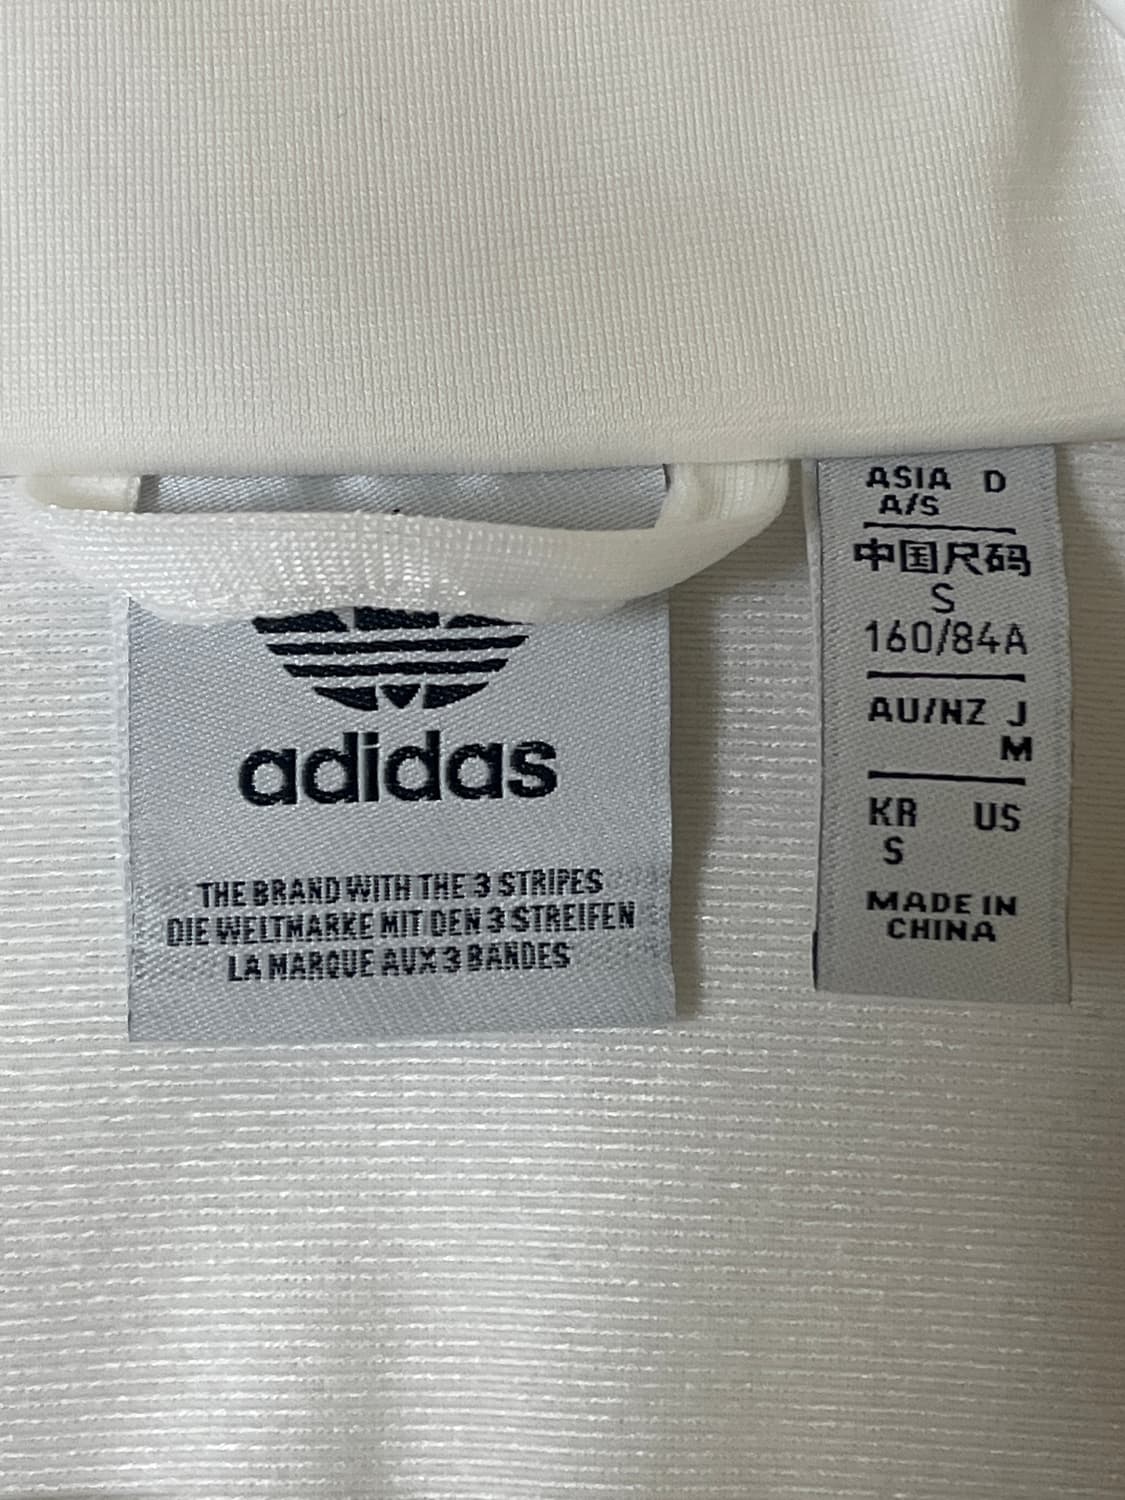 adidas
THE BRAND WITH THE 3 STRIPES
DIE WELTMARKE MIT DEN 3 STREIFEN
LA MARQUE AUX 3 BANDES
ASIA D
A/S
中国尺码
S
160/84A
AU/NZ J
M
KR US
S
MADE IN
CHINA